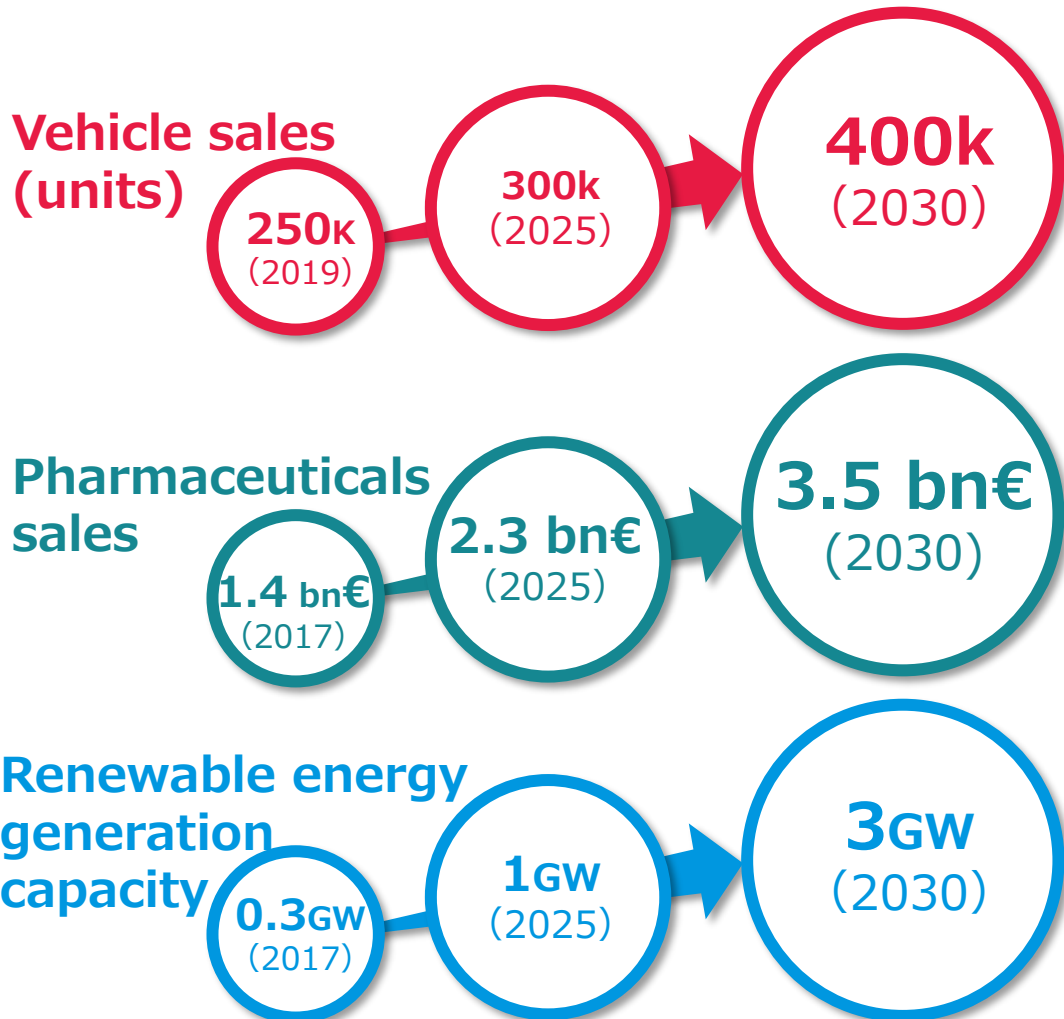 Vehicle sales
(units)
250K
(2019)
300k
(2025)
400k
(2030)
Pharmaceuticals
sales
1.4 bn€
(2017)
2.3 bn€
(2025)
3.5 bn€
(2030)
Renewable energy
generation
capacity
0.3GW
(2017)
1GW
(2025)
3GW
(2030)